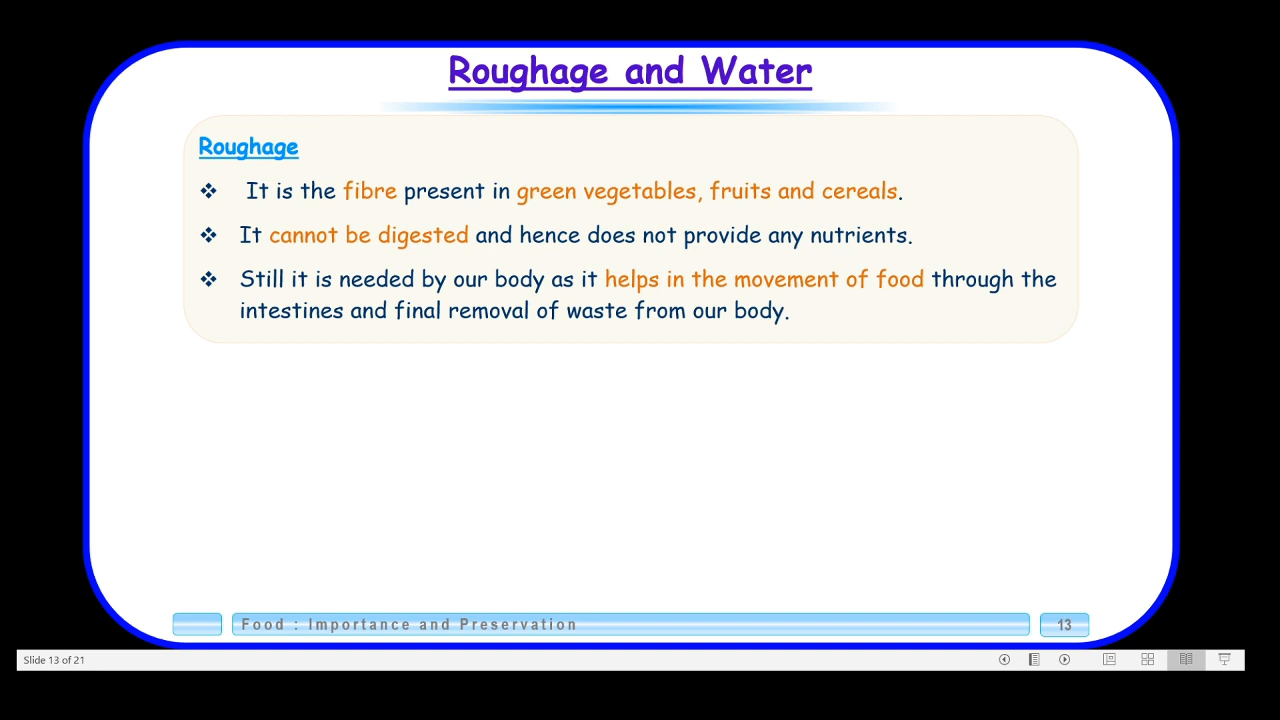 Roughage and Water
Roughage
❖ It is the fibre present in green vegetables, fruits and cereals.
❖ It cannot be digested and hence does not provide any nutrients.
❖ Still it is needed by our body as it helps in the movement of food through the
intestines and final removal of waste from our body.
Food : Importance and Preservation
13
Slide 13 of 21